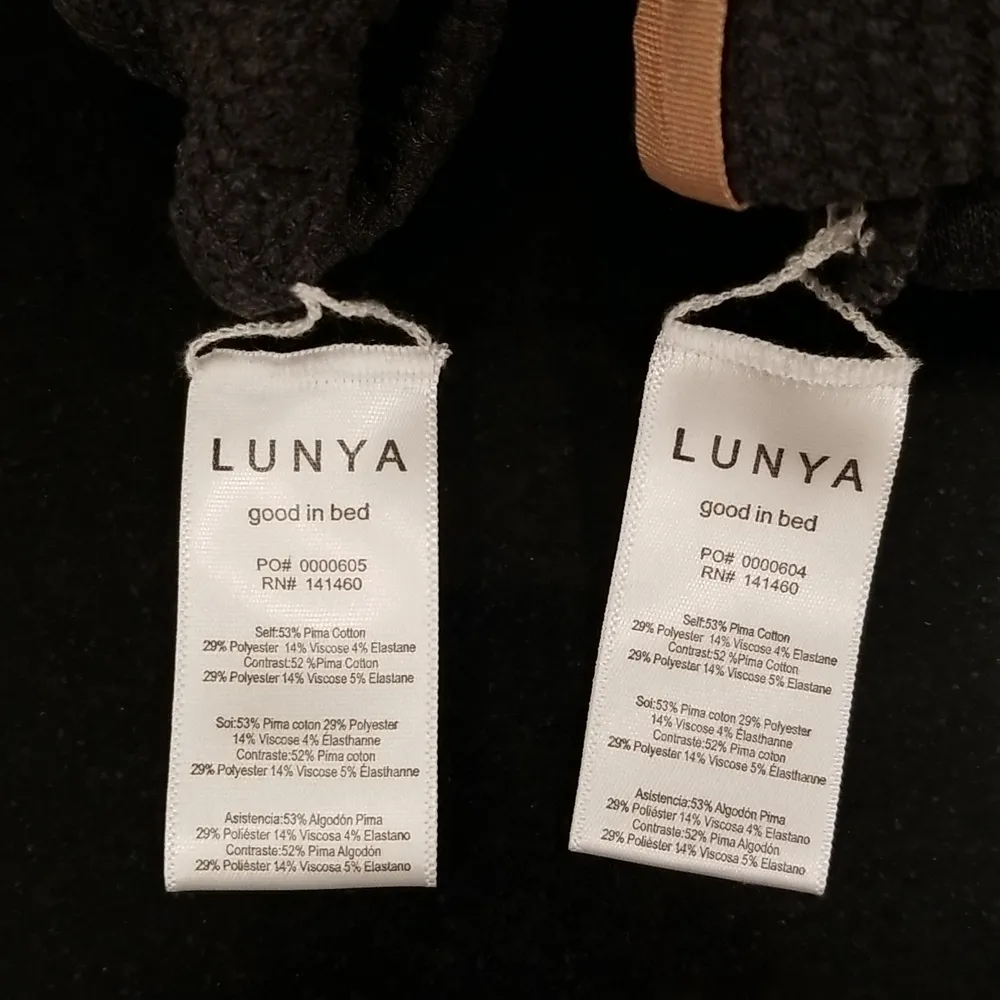 LUNYA
good in bed
PO# 0000605
RN# 141460
Self:53% Pima Cotton
29% Polyester 14% Viscose 4% Elastane
Contrast:52 %Pima Cotton
29% Polyester 14% Viscose 5% Elastane
Soi:53% Pima coton 29% Polyester
14% Viscose 4% Élasthanne
Contraste:52% Pima coton
29% Polyester 14% Viscose 5% Élasthanne
Asistencia:53% Algodón Pima
29% Poliéster 14% Viscosa 4% Elastano
Contraste:52% Pima Algodón
29% Poliéster 14% Viscosa 5% Elastano
LUNYA
good in bed
PO# 0000604
RN# 141460
Self:53% Pima Cotton
29% Polyester 14% Viscose 4% Elastane
Contrast:52 %Pima Cotton
29% Polyester 14% Viscose 5% Elastane
Soi:53% Pima coton 29% Polyester
14% Viscose 4% Élasthanne
Contraste:52% Pima coton
29% Polyester 14% Viscose 5% Élasthanne
Asistencia:53% Algodón Pima
29% Poliéster 14% Viscosa 4% Elastano
Contraste:52% Pima Algodón
29% Poliéster 14% Viscosa 5% Elastano